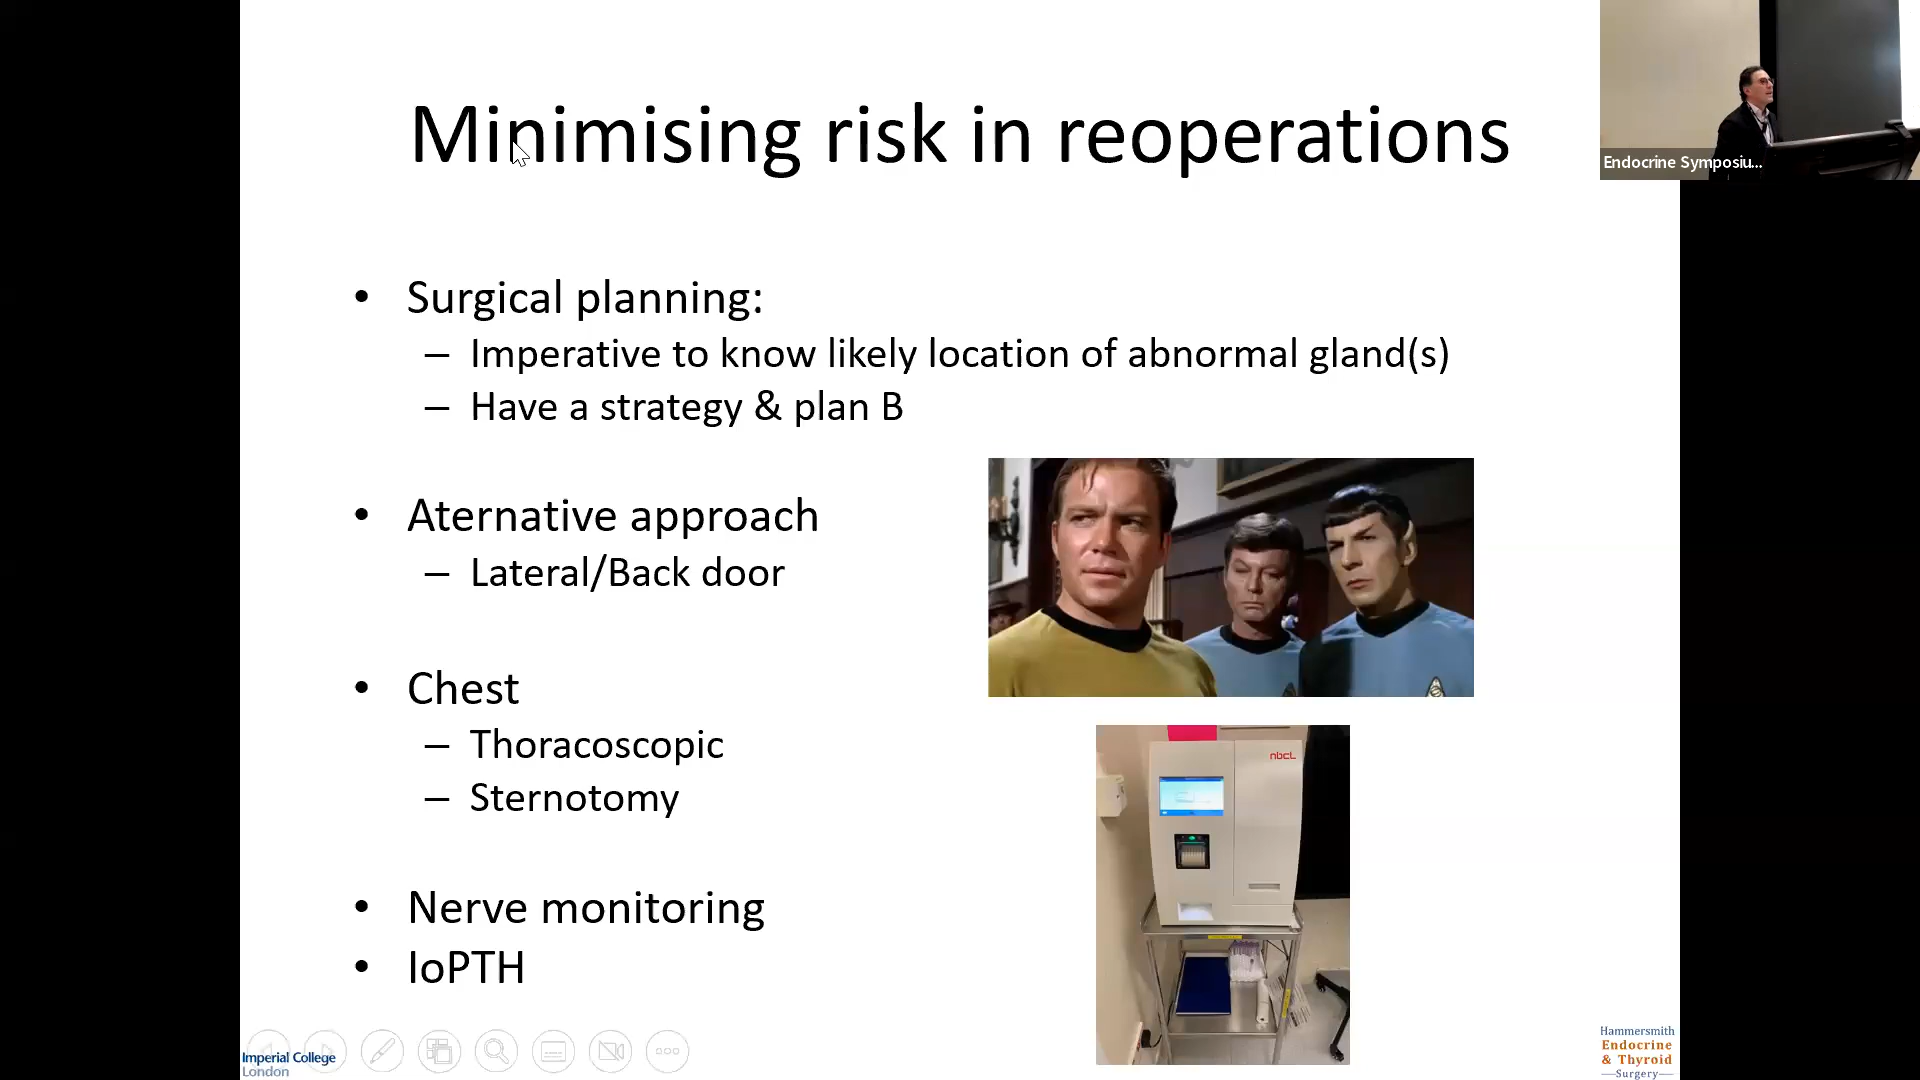 Minimising risk in reoperations
Endocrine Symposiu...
• Surgical planning:
– Imperative to know likely location of abnormal gland(s)
– Have a strategy & plan B
• Aternative approach
– Lateral/Back door
• Chest
– Thoracoscopic
– Sternotomy
• Nerve monitoring
• IoPTH
nbcl
Imperial College
London
Hammersmith
Endocrine
& Thyroid
Surgery